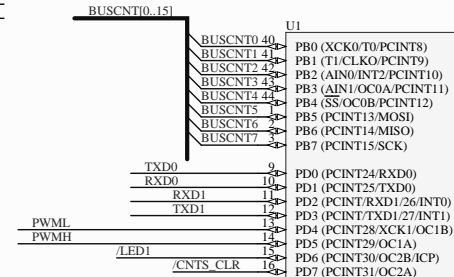 BUSCNT[0..15]
U1
BUSCNT0 40 PB0 (XCK0/T0/PCINT8)
BUSCNT1 41 PB1 (T1/CLKO/PCINT9)
BUSCNT2 42 PB2 (AIN0/INT2/PCINT10)
BUSCNT3 43 PB3 (AIN1/OC0A/PCINT11)
BUSCNT4 44 PB4 (SS/OC0B/PCINT12)
BUSCNT5 1 PB5 (PCINT13/MOSI)
BUSCNT6 2 PB6 (PCINT14/MISO)
BUSCNT7 3 PB7 (PCINT15/SCK)
TXD0 9 PD0 (PCINT24/RXD0)
RXD0 10 PD1 (PCINT25/TXD0)
RXD1 11 PD2 (PCINT/RXD1/26/INT0)
TXD1 12 PD3 (PCINT/TXD1/27/INT1)
PWML 13 PD4 (PCINT28/XCK1/OC1B)
PWMH 14 PD5 (PCINT29/OC1A)
/LED1 15 PD6 (PCINT30/OC2B/ICP)
/CNTS_CLR 16 PD7 (PCINT31/OC2A)